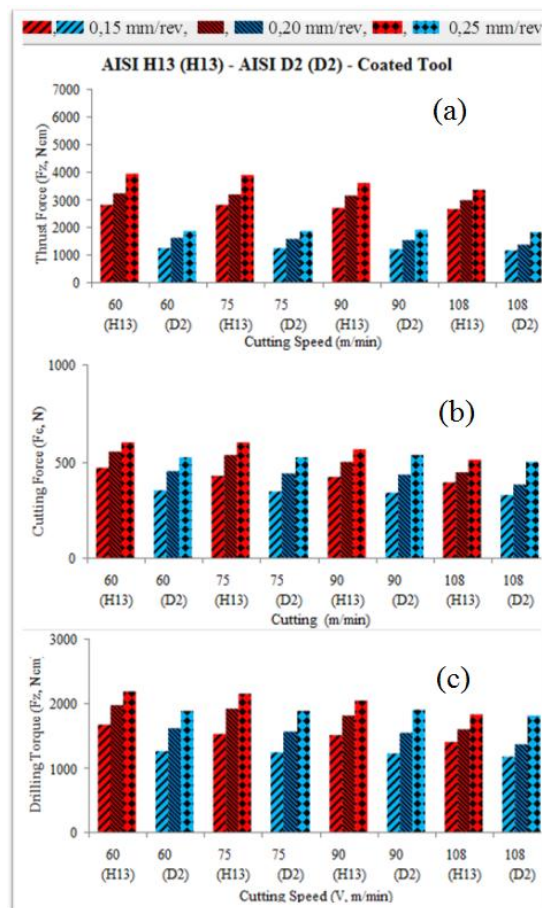 0,15 mm/rev, 0,20 mm/rev, 0,25 mm/rev
AISI H13 (H13) - AISI D2 (D2) - Coated Tool
(a)
Thrust Force (Fz, Ncm)
7000
6000
5000
4000
3000
2000
1000
0
60 60 75 75 90 90 108 108
(H13) (D2) (H13) (D2) (H13) (D2) (H13) (D2)
Cutting Speed (m/min)
(b)
Cutting Force (Fc, N)
1000
500
0
60 60 75 75 90 90 108 108
(H13) (D2) (H13) (D2) (H13) (D2) (H13) (D2)
Cutting (m/min)
(c)
Drilling Torque (Fz, Ncm)
3000
2000
1000
0
60 60 75 75 90 90 108 108
(H13) (D2) (H13) (D2) (H13) (D2) (H13) (D2)
Cutting Speed (V, m/min)